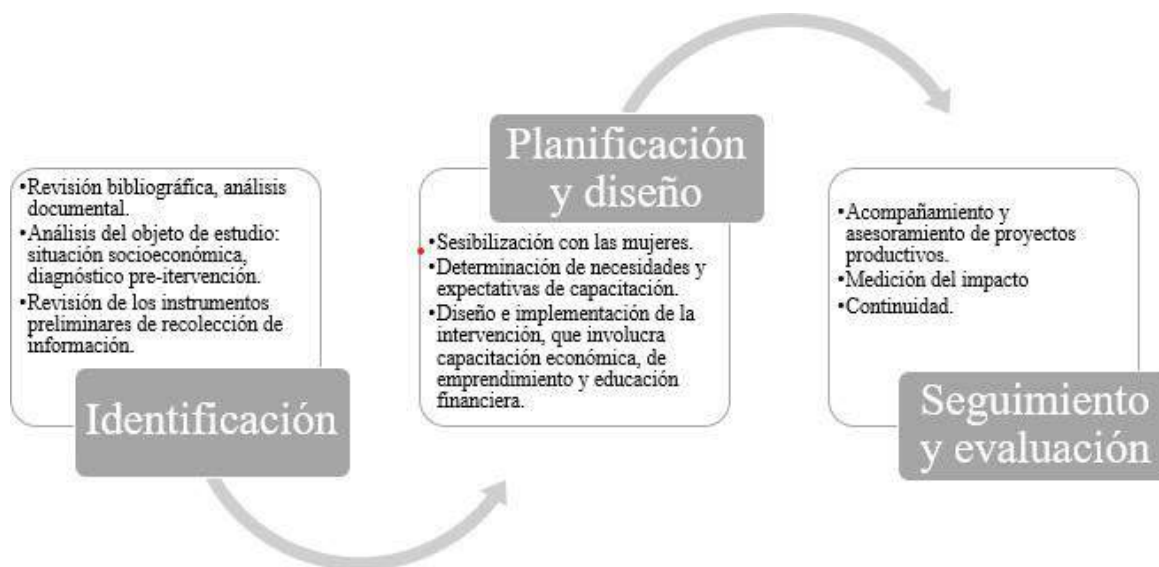 •Revisión bibliográfíca, análisis
documental.
•Análisis del objeto de estudio:
situación socioeconómica,
diagnóstico pre-itervención.
•Revisión de los instrumentos
preliminares de recolección de
información.
Identificación
Planificación
y diseño
•Sesibilización con las mujeres.
•Determinación de necesidades y
expectativas de capacitación.
•Diseño e implementación de la
intervención, que involucra
capacitación económica, de
emprendimiento y educación
financiera.
•Acompañamiento y
asesoramiento de proyectos
productivos.
•Medición del impacto
•Continuidad.
Seguimiento
y evaluación